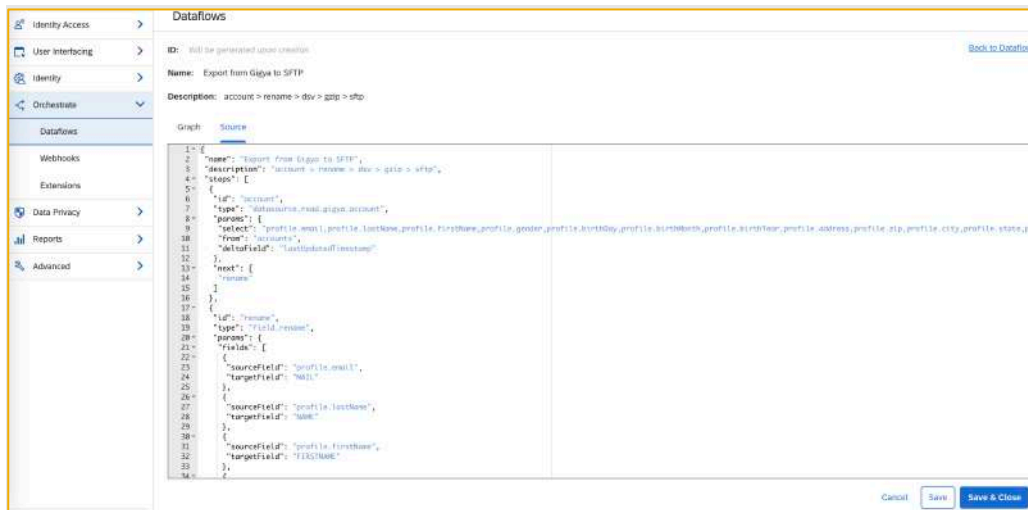 Identity Access
User Interfacing
Identity
Orchestrate
Dataflows
Webhooks
Extensions
Data Privacy
Reports
Advanced
Dataflows
ID: Will be generated upon creation
Back to Dataflow
Name: Export from Gigya to SFTP
Description: account > rename > dsv > gzip > sftp
Graph Source
1 {
2 "name": "Export from Gigya to SFTP",
3 "description": "account > rename > dsv > gzip > sftp",
4 "steps": [
5 {
6 "id": "account",
7 "type": "datasource.read.gigya.account",
8 "params": {
9 "select": "profile.email,profile.lastName,profile.firstName,profile.gender,profile.birthDay,profile.birthMonth,profile.birthYear,profile.address,profile.zip,profile.city,profile.state,p
10 "from": "accounts",
11 "deltaField": "lastUpdatedTimestamp"
12 },
13 "next": [
14 "rename"
15 ]
16 },
17 {
18 "id": "rename",
19 "type": "field.rename",
20 "params": {
21 "fields": [
22 {
23 "sourceField": "profile.email",
24 "targetField": "MAIL"
25 },
26 {
27 "sourceField": "profile.lastName",
28 "targetField": "NAME"
29 },
30 {
31 "sourceField": "profile.firstName",
32 "targetField": "FIRSTNAME"
33 },
34 {
Cancel Save Save & Close